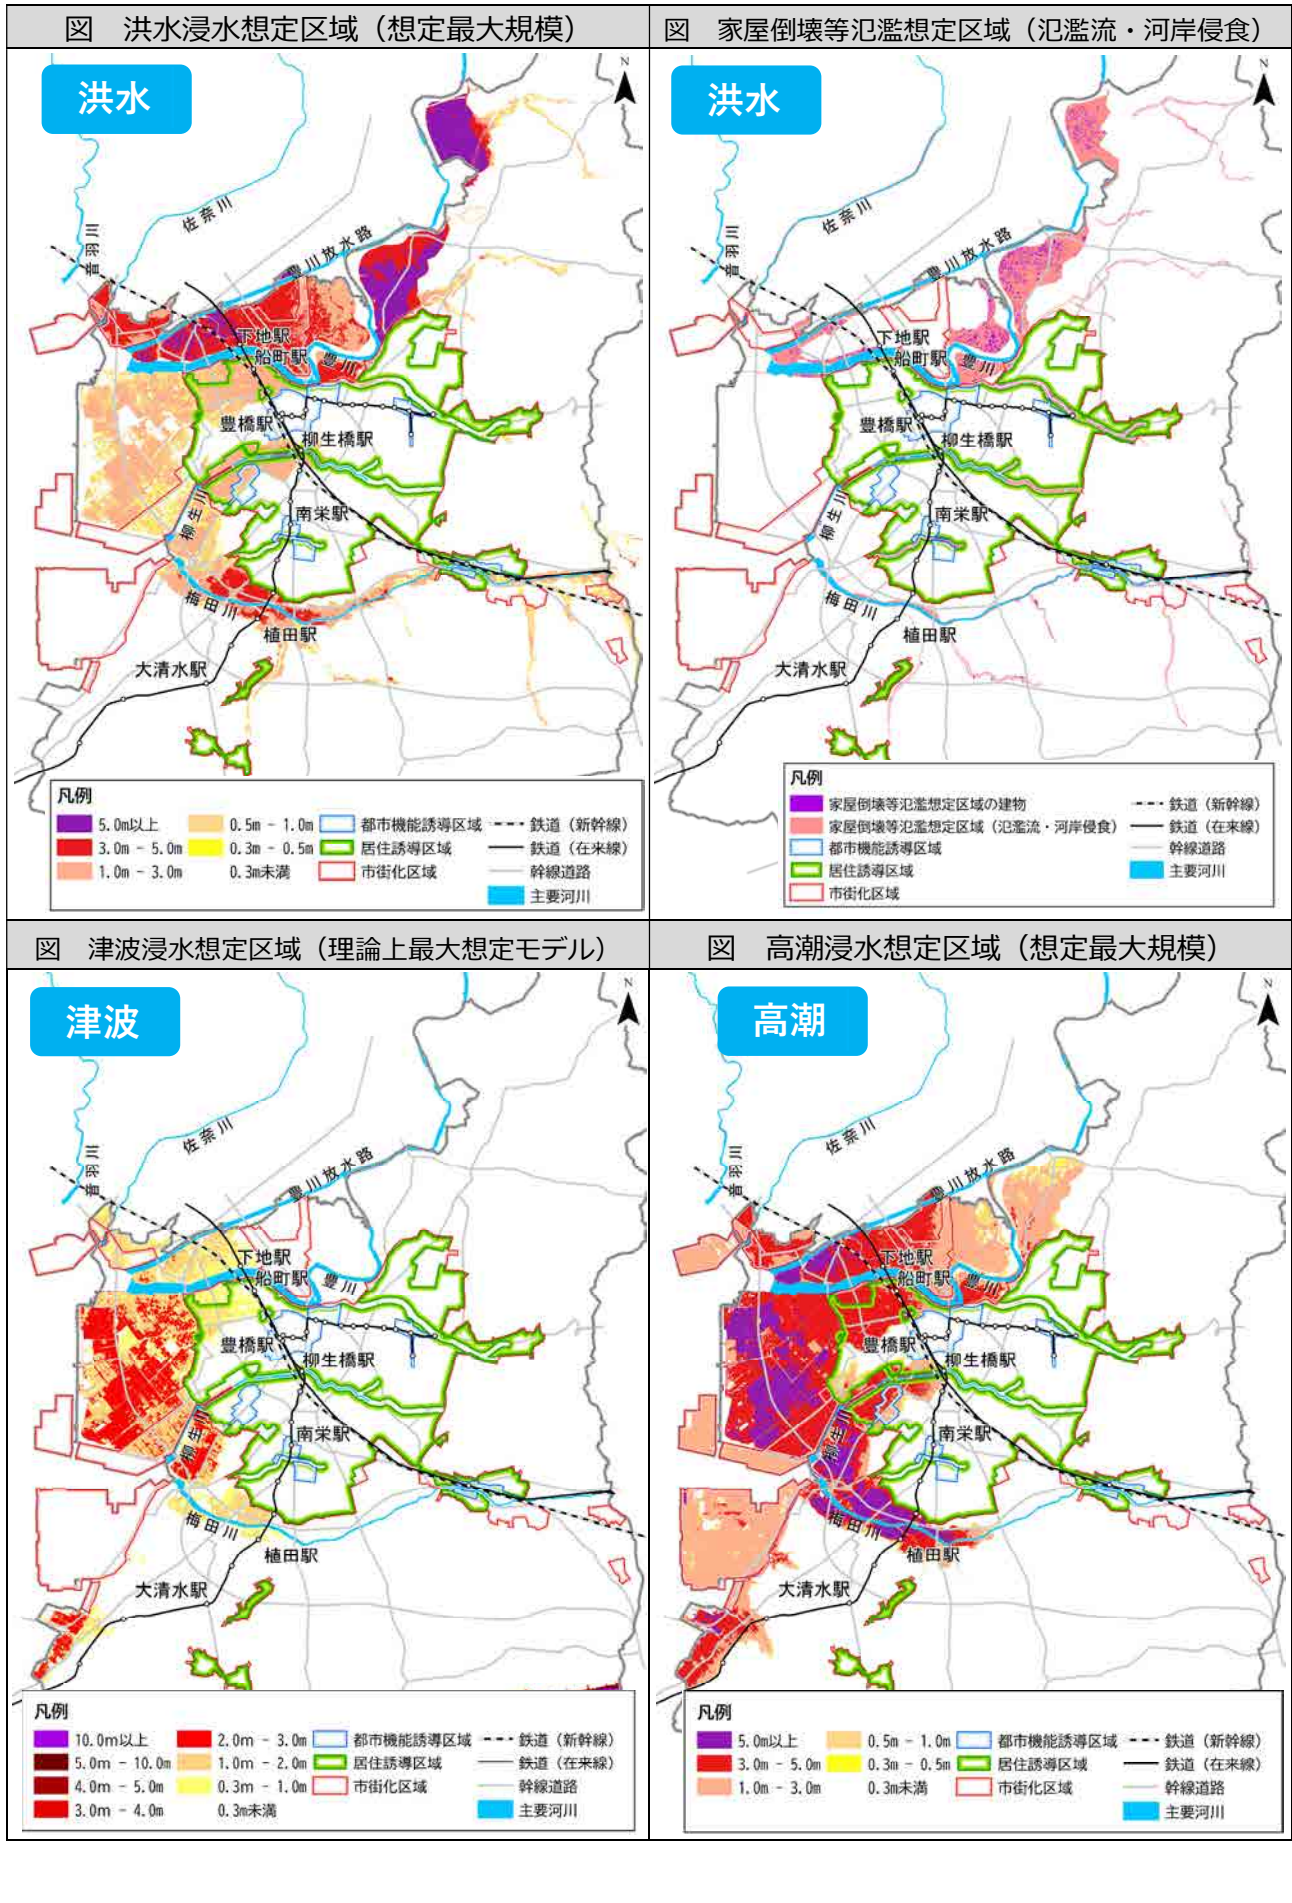 図 洪水浸水想定区域（想定最大規模）
洪水
N
佐奈川
音羽川
豊川放水路
下地駅
船町駅
豊川
豊橋駅
柳生橋駅
南栄駅
柳生川
梅田川
植田駅
大清水駅
凡例
5.0m以上
3.0m - 5.0m
1.0m - 3.0m
0.5m - 1.0m
0.3m - 0.5m
0.3m未満
都市機能誘導区域
居住誘導区域
市街化区域
鉄道（新幹線）
鉄道（在来線）
幹線道路
主要河川
図 家屋倒壊等氾濫想定区域（氾濫流・河岸侵食）
洪水
N
佐奈川
音羽川
豊川放水路
下地駅
船町駅
豊川
豊橋駅
柳生橋駅
南栄駅
柳生川
梅田川
植田駅
大清水駅
凡例
家屋倒壊等氾濫想定区域の建物
家屋倒壊等氾濫想定区域（氾濫流・河岸侵食）
都市機能誘導区域
居住誘導区域
市街化区域
鉄道（新幹線）
鉄道（在来線）
幹線道路
主要河川
図 津波浸水想定区域（理論上最大想定モデル）
津波
N
佐奈川
音羽川
豊川放水路
下地駅
船町駅
豊川
豊橋駅
柳生橋駅
南栄駅
柳生川
梅田川
植田駅
大清水駅
凡例
10.0m以上
5.0m - 10.0m
4.0m - 5.0m
3.0m - 4.0m
2.0m - 3.0m
1.0m - 2.0m
0.3m - 1.0m
0.3m未満
都市機能誘導区域
居住誘導区域
市街化区域
鉄道（新幹線）
鉄道（在来線）
幹線道路
主要河川
図 高潮浸水想定区域（想定最大規模）
高潮
N
佐奈川
音羽川
豊川放水路
下地駅
船町駅
豊川
豊橋駅
柳生橋駅
南栄駅
柳生川
梅田川
植田駅
大清水駅
凡例
5.0m以上
3.0m - 5.0m
1.0m - 3.0m
0.5m - 1.0m
0.3m - 0.5m
0.3m未満
都市機能誘導区域
居住誘導区域
市街化区域
鉄道（新幹線）
鉄道（在来線）
幹線道路
主要河川